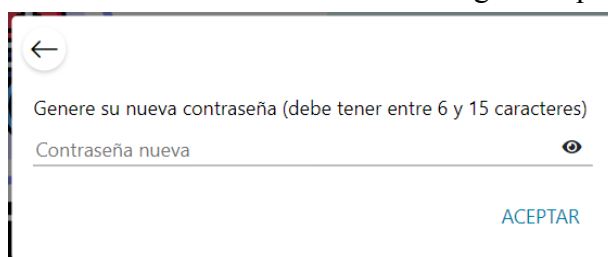 Genere su nueva contraseña (debe tener entre 6 y 15 caracteres)
Contraseña nueva
ACEPTAR